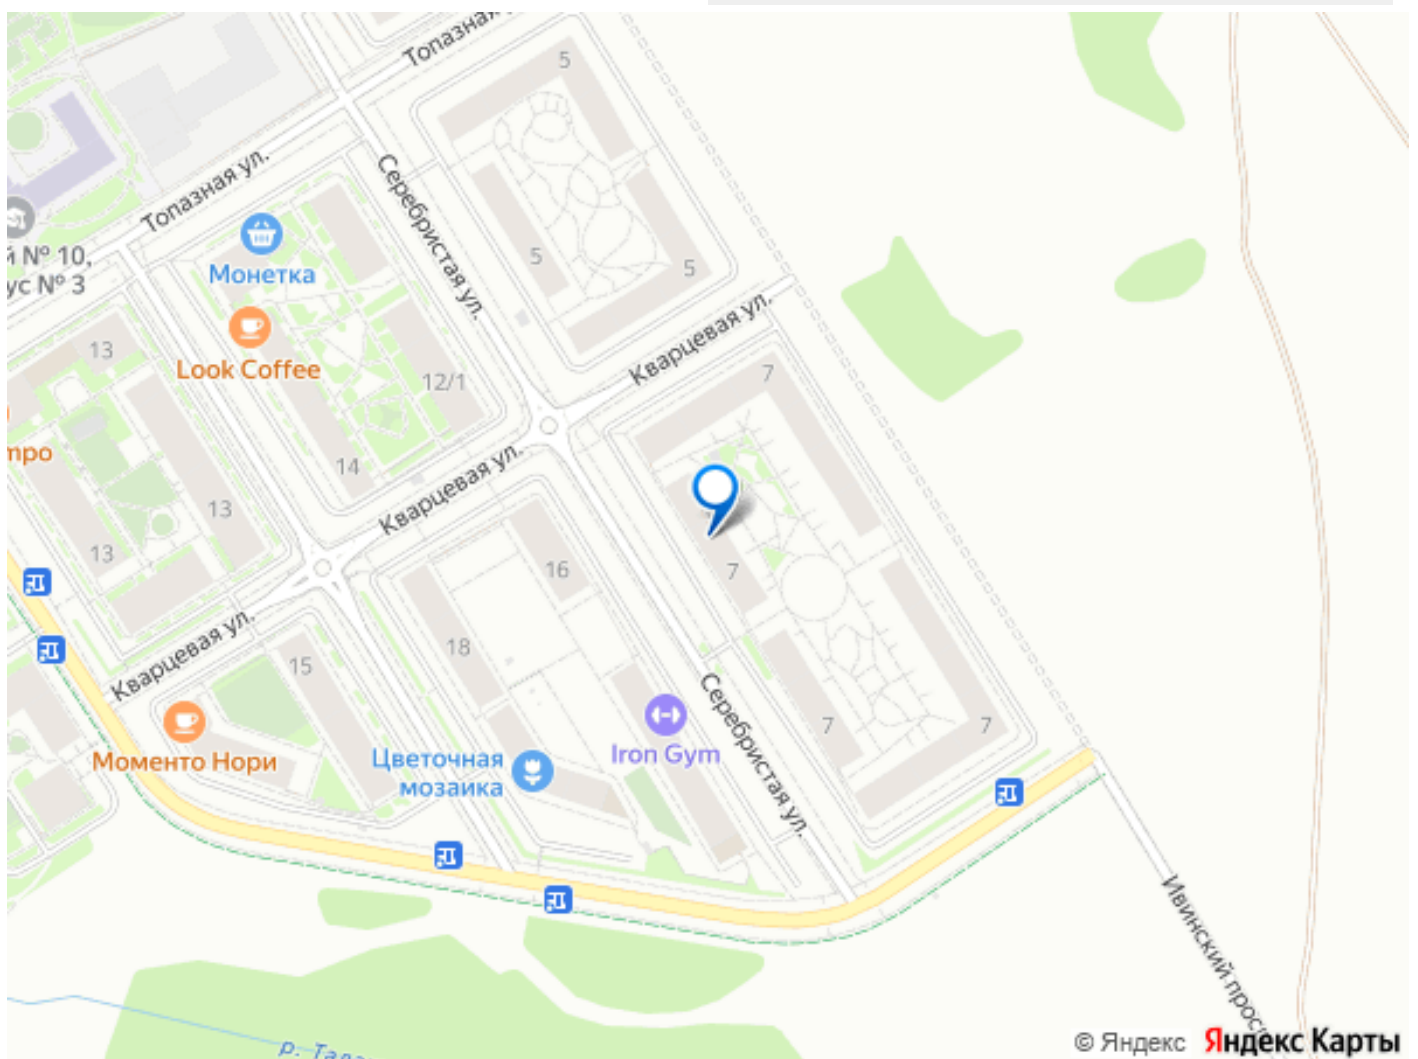 Топазная
5
Топазная ул.
Серебристая ул.
й № 10,
ус № 3
Монетка
5
5
Look Coffee
Кварцевая ул.
13
12/1
7
мпо
14
Кварцевая ул.
13
13
16
7
Кварцевая ул.
18
15
Серебристая ул.
7
7
Iron Gym
Моменто Нори
Цветочная
мозаика
Ивинский прос
р. Тал
© Яндекс Яндекс Карты